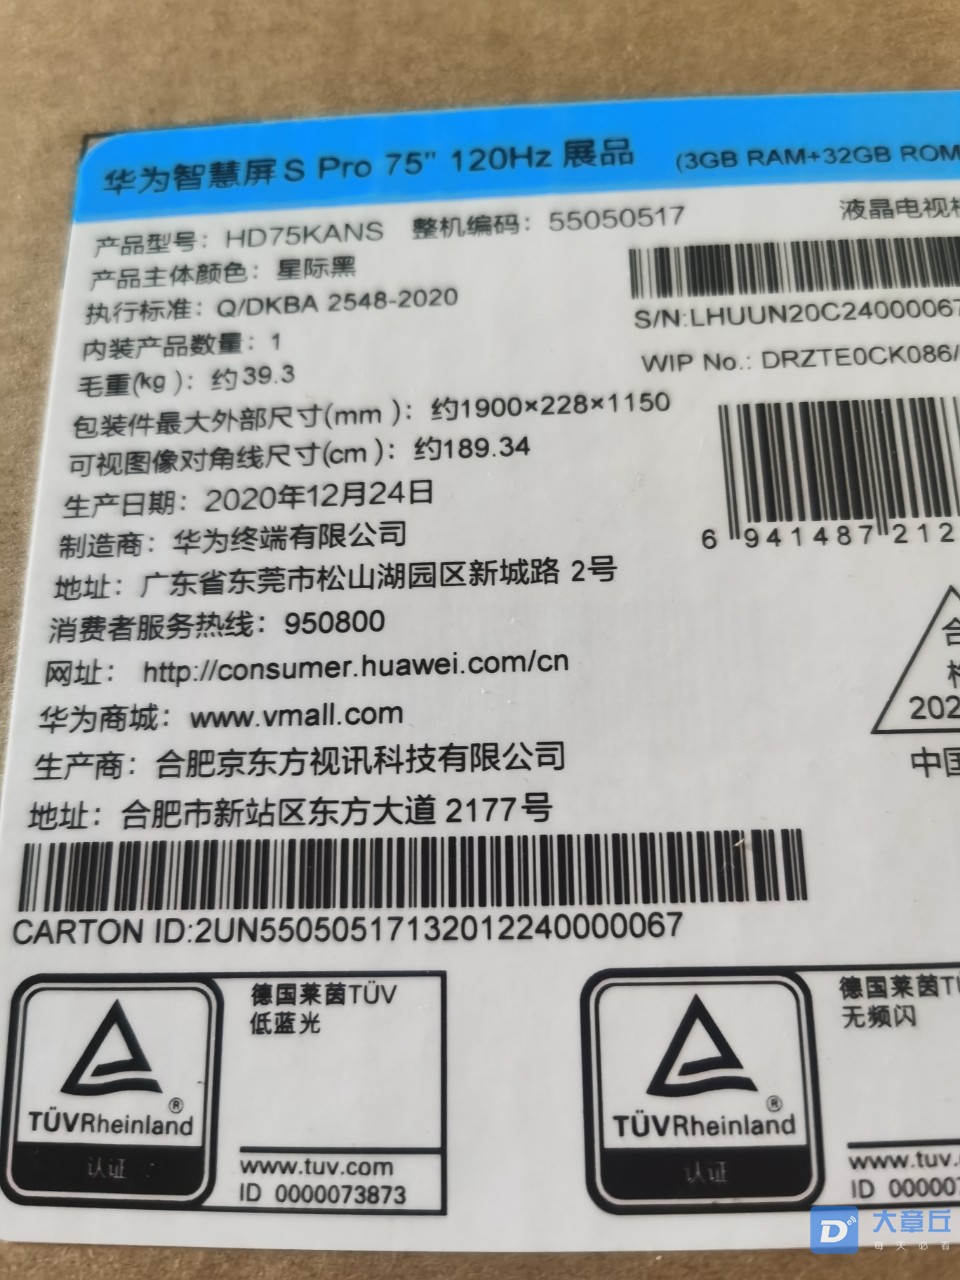 华为智慧屏 S Pro 75" 120Hz 展品 (3GB RAM+32GB ROM
产品型号：HD75KANS 整机编码：55050517 液晶电视
产品主体颜色：星际黑
执行标准：Q/DKBA 2548-2020
S/N:LHUUN20C24000067
内装产品数量：1
毛重(kg)：约39.3
WIP No.: DRZTE0CK086/
包装件最大外部尺寸(mm)：约1900×228×1150
可视图像对角线尺寸(cm)：约189.34
生产日期：2020年12月24日
6 941487 212
制造商：华为终端有限公司
地址：广东省东莞市松山湖园区新城路 2号
消费者服务热线：950800
合
网址：http://consumer.huawei.com/cn
检
202
华为商城：www.vmall.com
中国
生产商：合肥京东方视讯科技有限公司
地址：合肥市新站区东方大道 2177号
CARTON ID:2UN55050517132012240000067
德国莱茵TÜV
低蓝光
TÜVRheinland®
认证
www.tuv.com
ID 0000073873
德国莱茵TÜ
无频闪
TÜVRheinland®
认证
www.tuv.
ID 00000
大章丘
每天必看